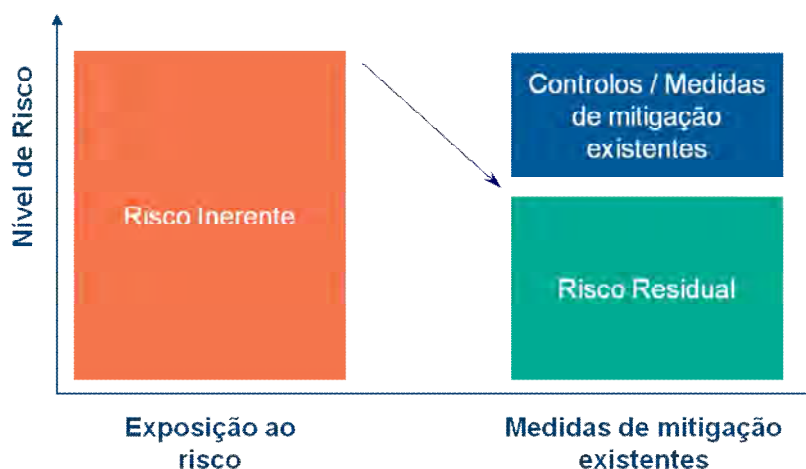 Nível de Risco
Risco Inerente
Controlos / Medidas
de mitigação
existentes
Risco Residual
Exposição ao
risco
Medidas de mitigação
existentes